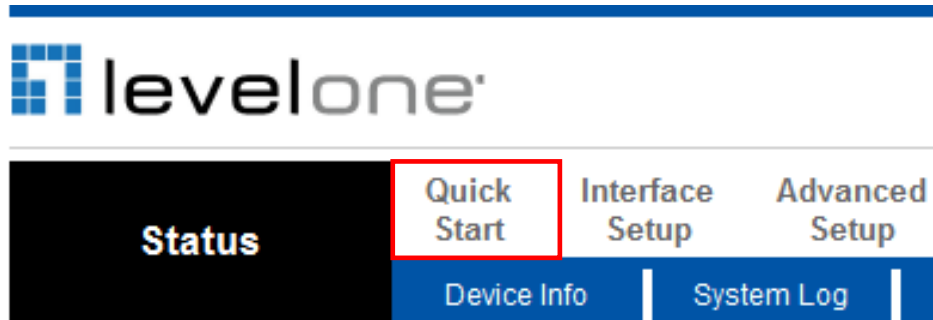 levelone
Quick Interface Advanced
Start Setup Setup
Status
Device Info System Log